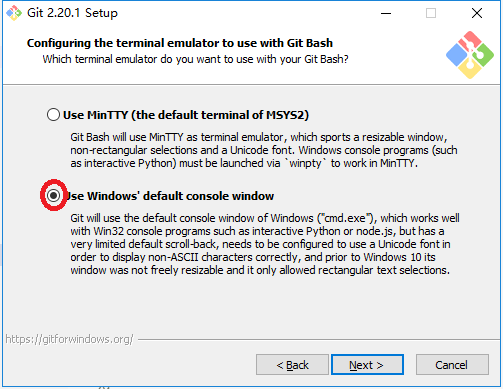 Git 2.20.1 Setup
Configuring the terminal emulator to use with Git Bash
Which terminal emulator do you want to use with your Git Bash?
Use MinTTY (the default terminal of MSYS2)
Git Bash will use MinTTY as terminal emulator, which sports a resizable window,
non-rectangular selections and a Unicode font. Windows console programs (such
as interactive Python) must be launched via `winpty` to work in MinTTY.
Use Windows' default console window
Git will use the default console window of Windows ("cmd.exe"), which works well
with Win32 console programs such as interactive Python or node.js, but has a
very limited default scroll-back, needs to be configured to use a Unicode font in
order to display non-ASCII characters correctly, and prior to Windows 10 its
window was not freely resizable and it only allowed rectangular text selections.
https://gitforwindows.org/
< Back
Next >
Cancel